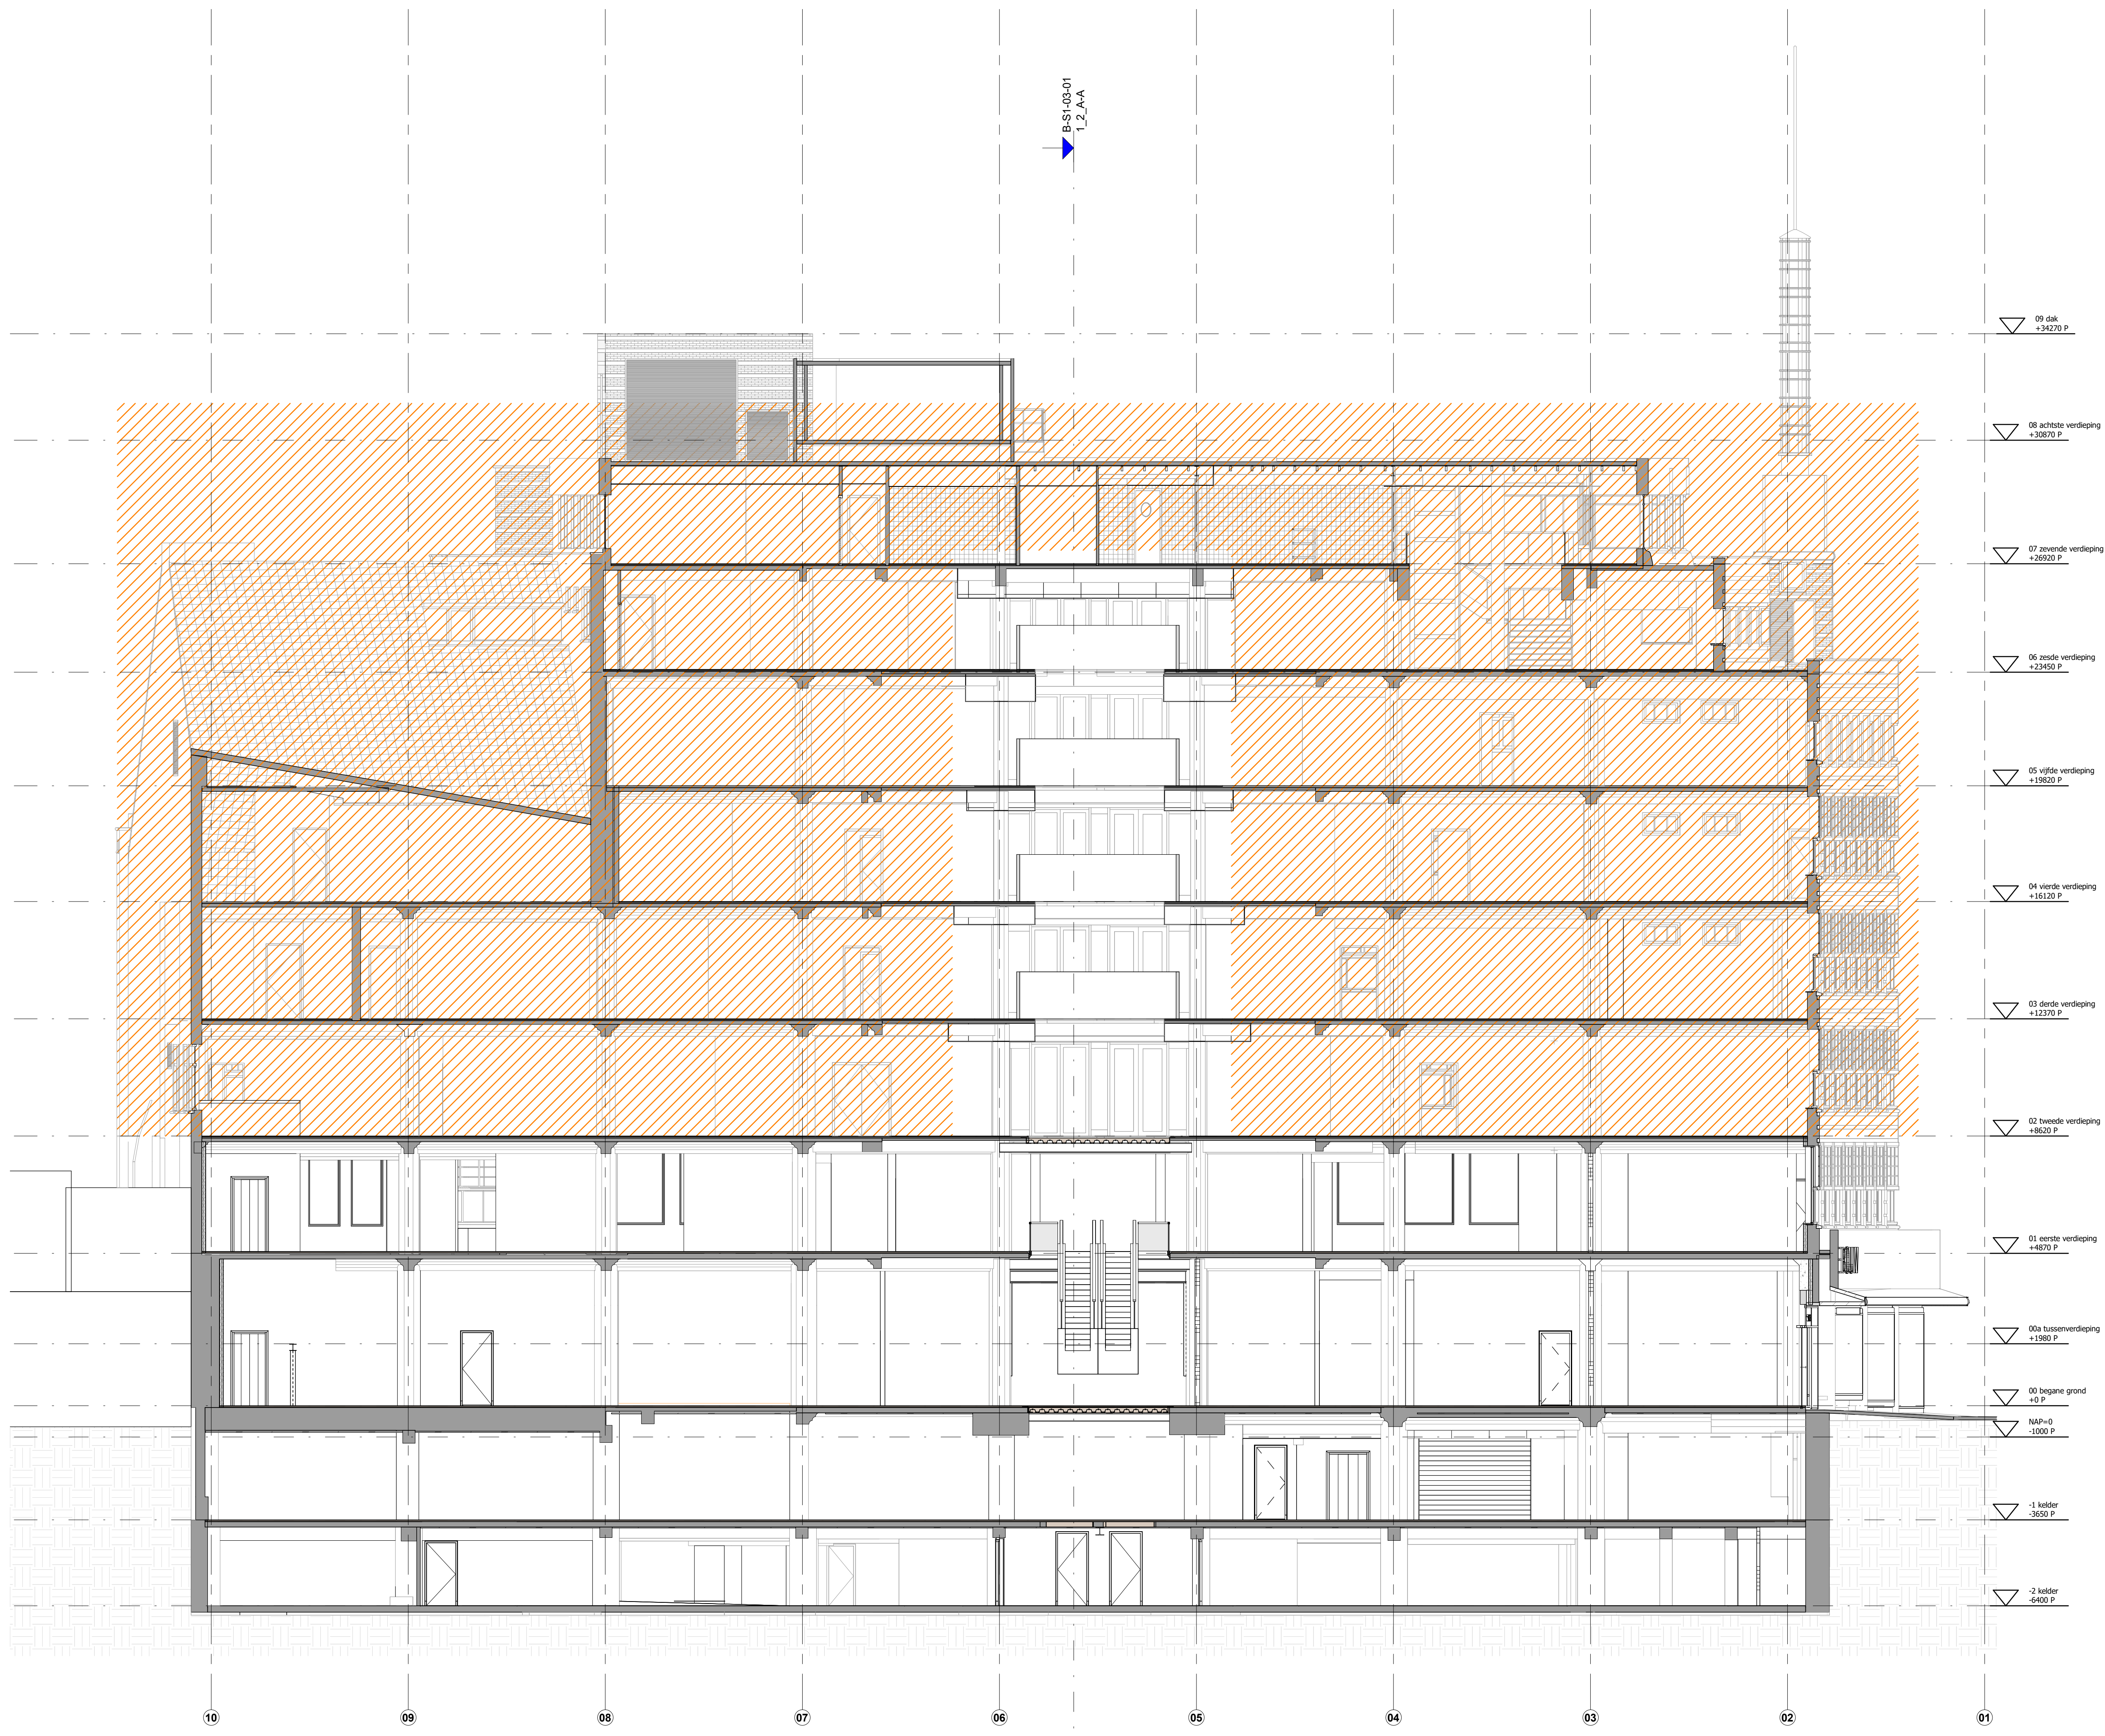 B-S1-03-01
1_2_A-A
09 dak
+34270 P
08 achtste verdieping
+30870 P
07 zevende verdieping
+26920 P
06 zesde verdieping
+23450 P
05 vijfde verdieping
+19820 P
04 vierde verdieping
+16120 P
03 derde verdieping
+12370 P
02 tweede verdieping
+8620 P
01 eerste verdieping
+4870 P
00a tussenverdieping
+1980 P
00 begane grond
+0 P
NAP=0
-1000 P
-1 kelder
-3650 P
-2 kelder
-6400 P
10 09 08 07 06 05 04 03 02 01